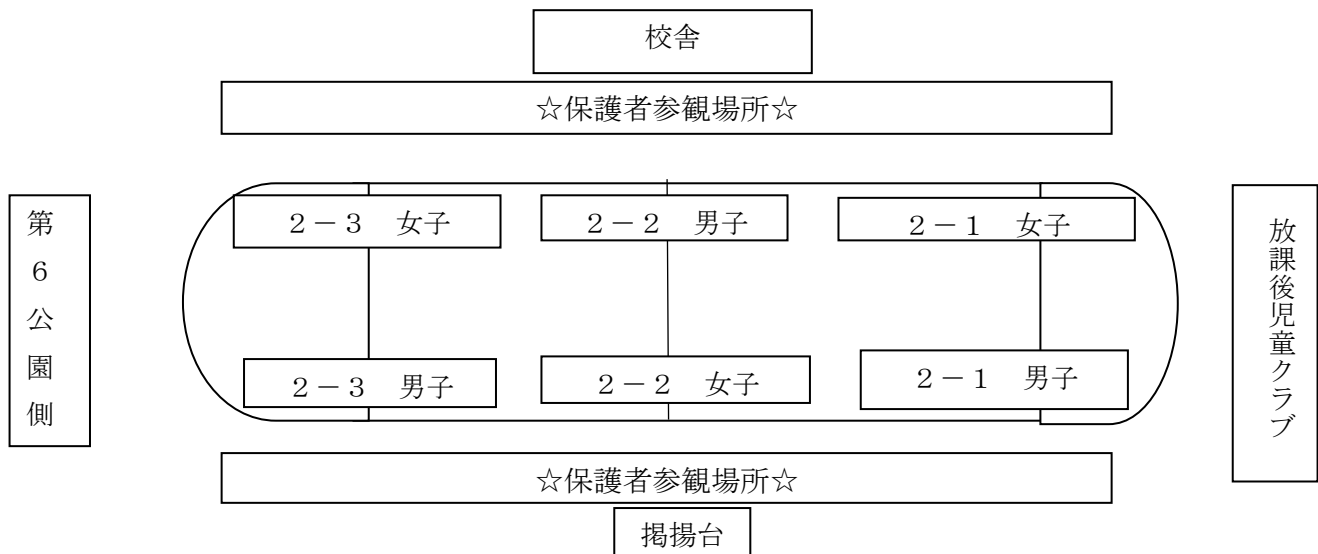 校舎
☆保護者参観場所☆
第6公園側
2－3　女子
2－2　男子
2－1　女子
放課後児童クラブ
2－3　男子
2－2　女子
2－1　男子
☆保護者参観場所☆
掲揚台